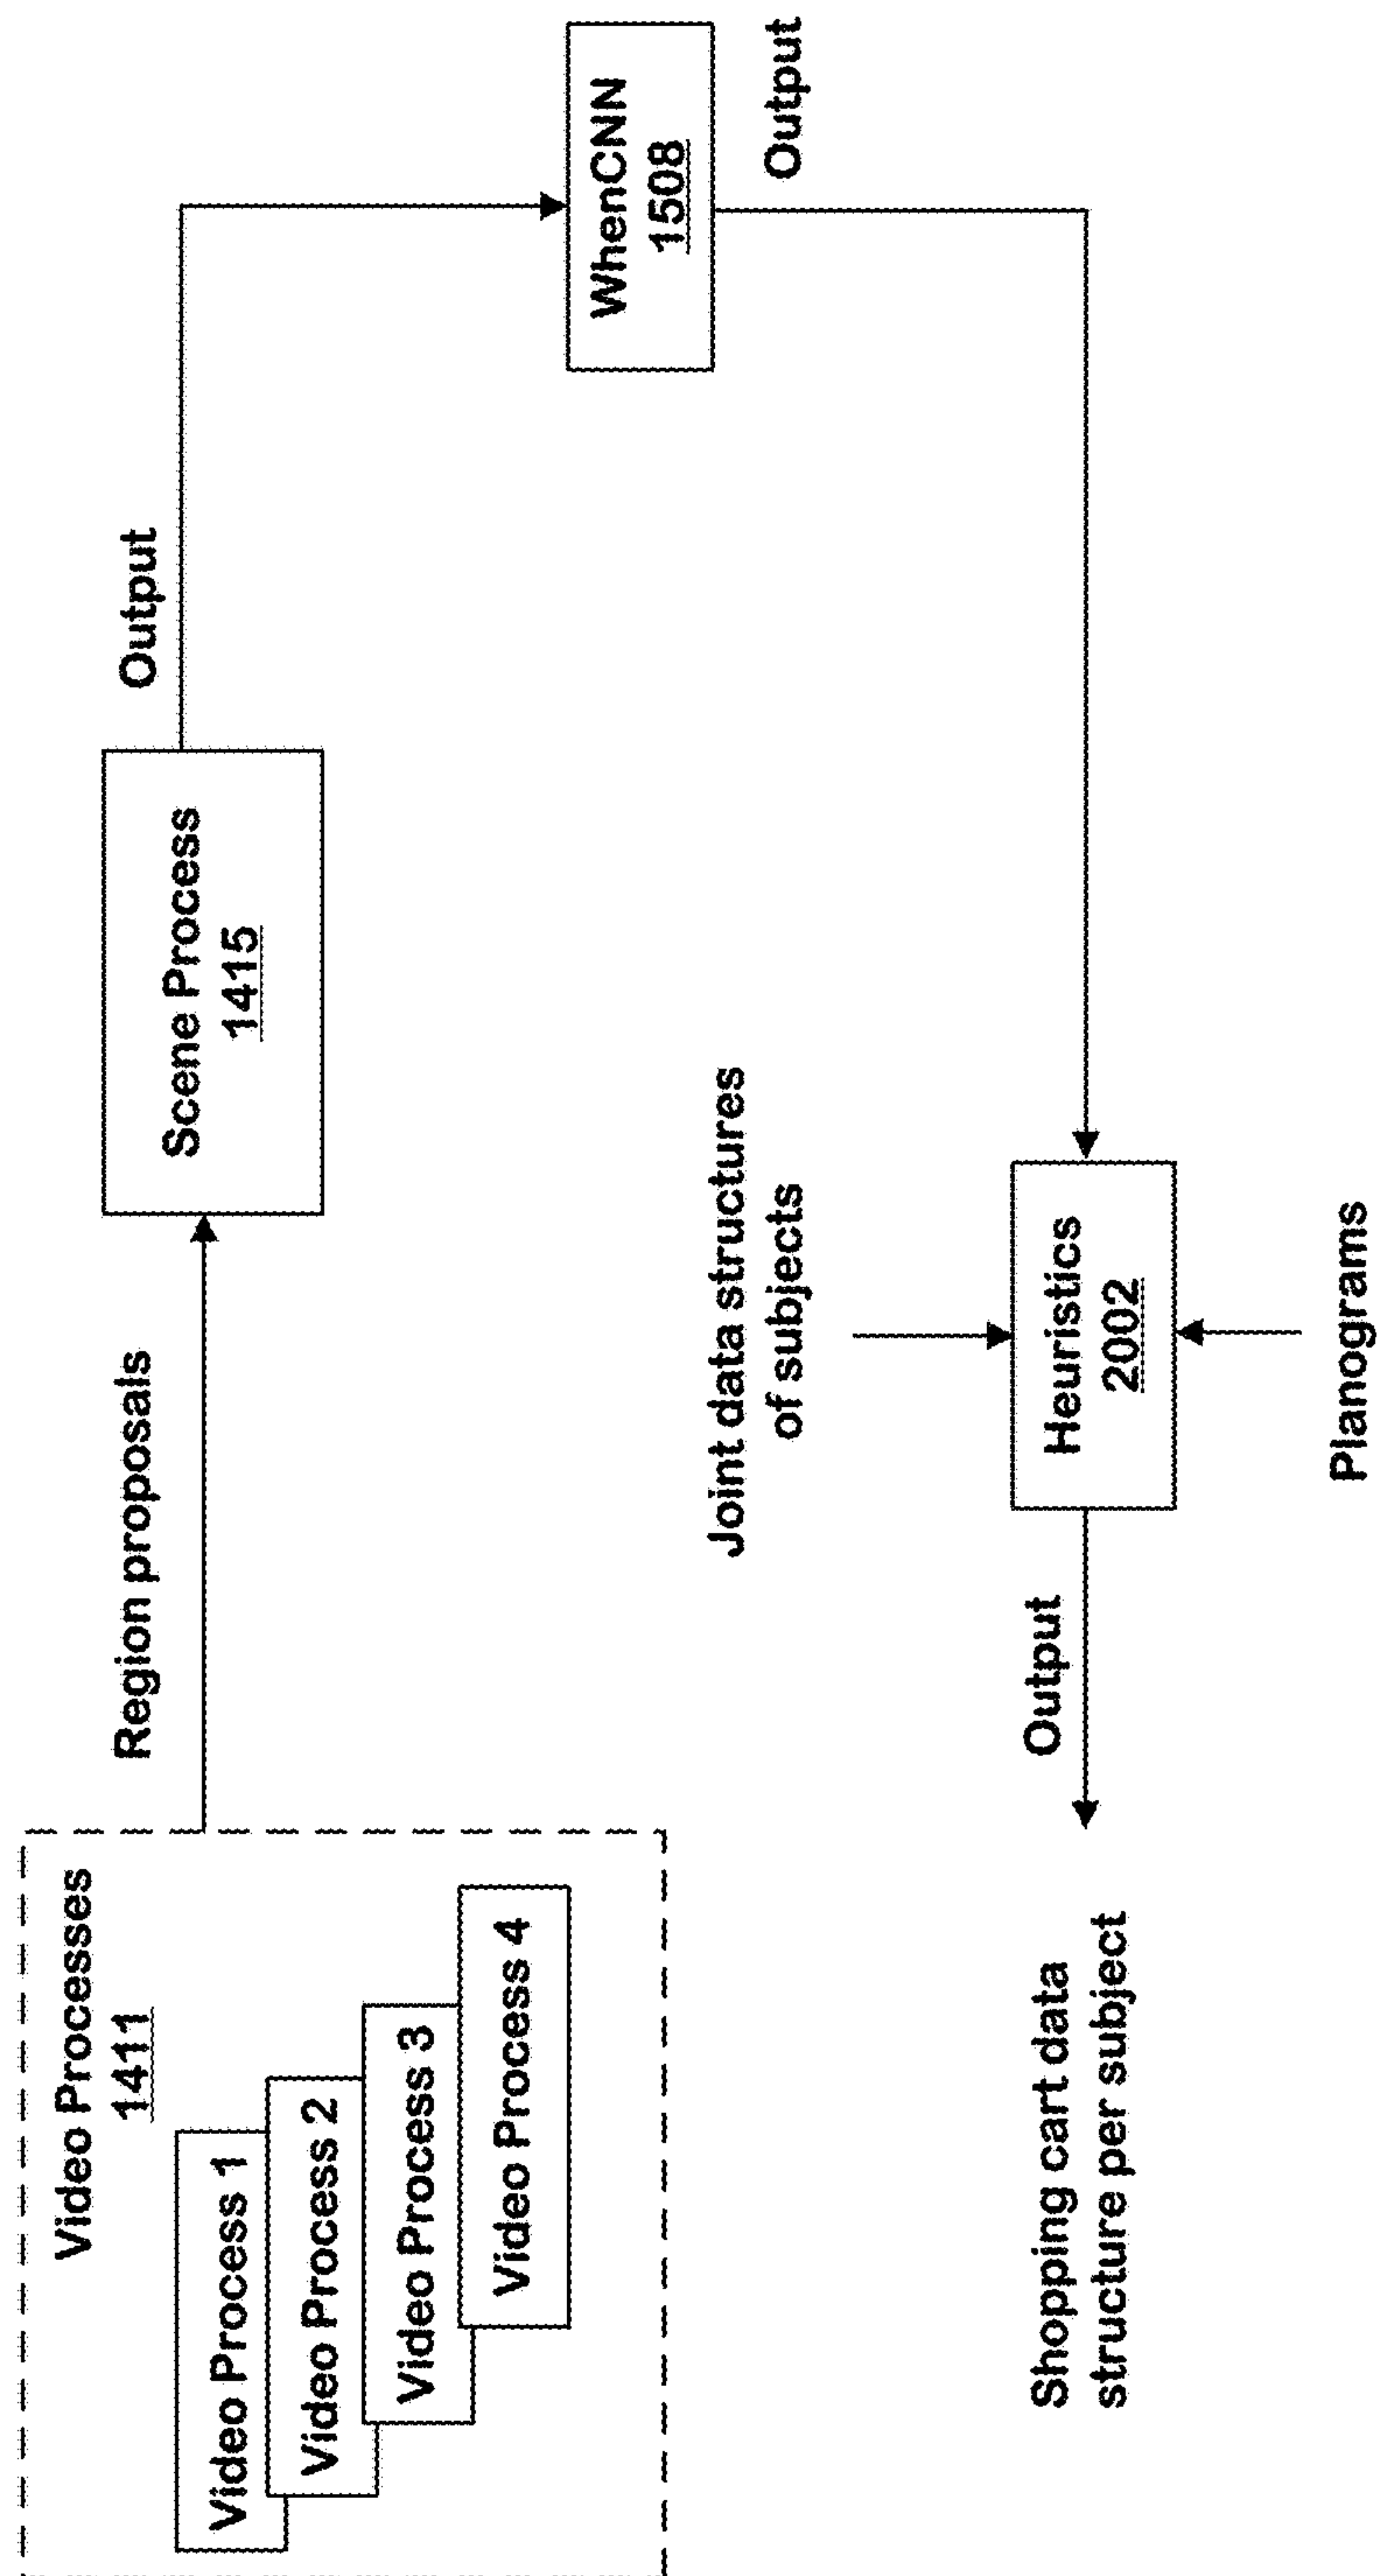 Video Processes
1411
Video Process 1
Video Process 2
Video Process 3
Video Process 4
Region proposals
Scene Process
1415
Output
WhenCNN
1508
Output
Joint data structures
of subjects
Heuristics
2002
Planograms
Output
Shopping cart data
structure per subject